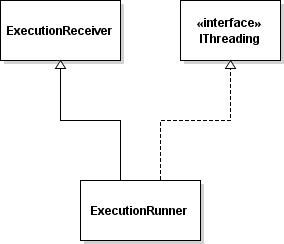 ExecutionReceiver
«interface»
IThreading
ExecutionRunner